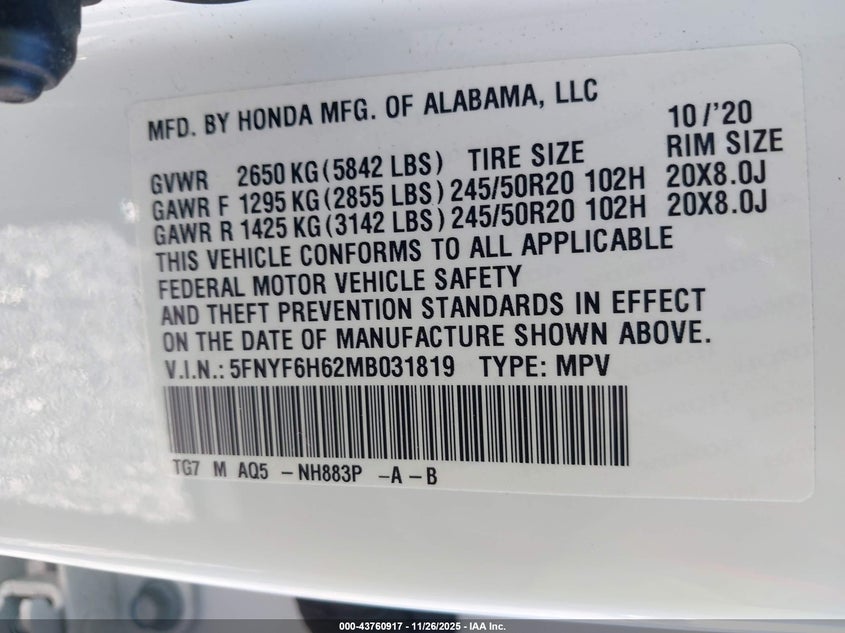 MFD. BY HONDA MFG. OF ALABAMA, LLC
10/'20
GVWR 2650 KG (5842 LBS) TIRE SIZE RIM SIZE
GAWR F 1295 KG (2855 LBS) 245/50R20 102H 20X8.0J
GAWR R 1425 KG (3142 LBS) 245/50R20 102H 20X8.0J
THIS VEHICLE CONFORMS TO ALL APPLICABLE
FEDERAL MOTOR VEHICLE SAFETY
AND THEFT PREVENTION STANDARDS IN EFFECT
ON THE DATE OF MANUFACTURE SHOWN ABOVE.
V.I.N.: 5FNYF6H62MB031819 TYPE: MPV
TG7 M AQ5 -NH883P -A -B
000-43760917 - 11/26/2025 - IAA Inc.